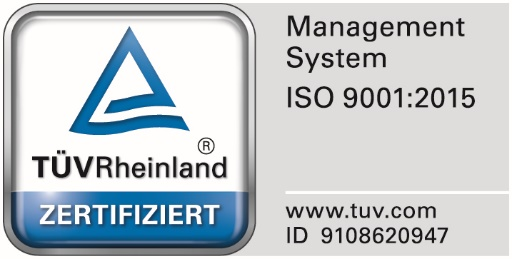 ®
TÜVRheinland
ZERTIFIZIERT
Management
System
ISO 9001:2015
www.tuv.com
ID 9108620947